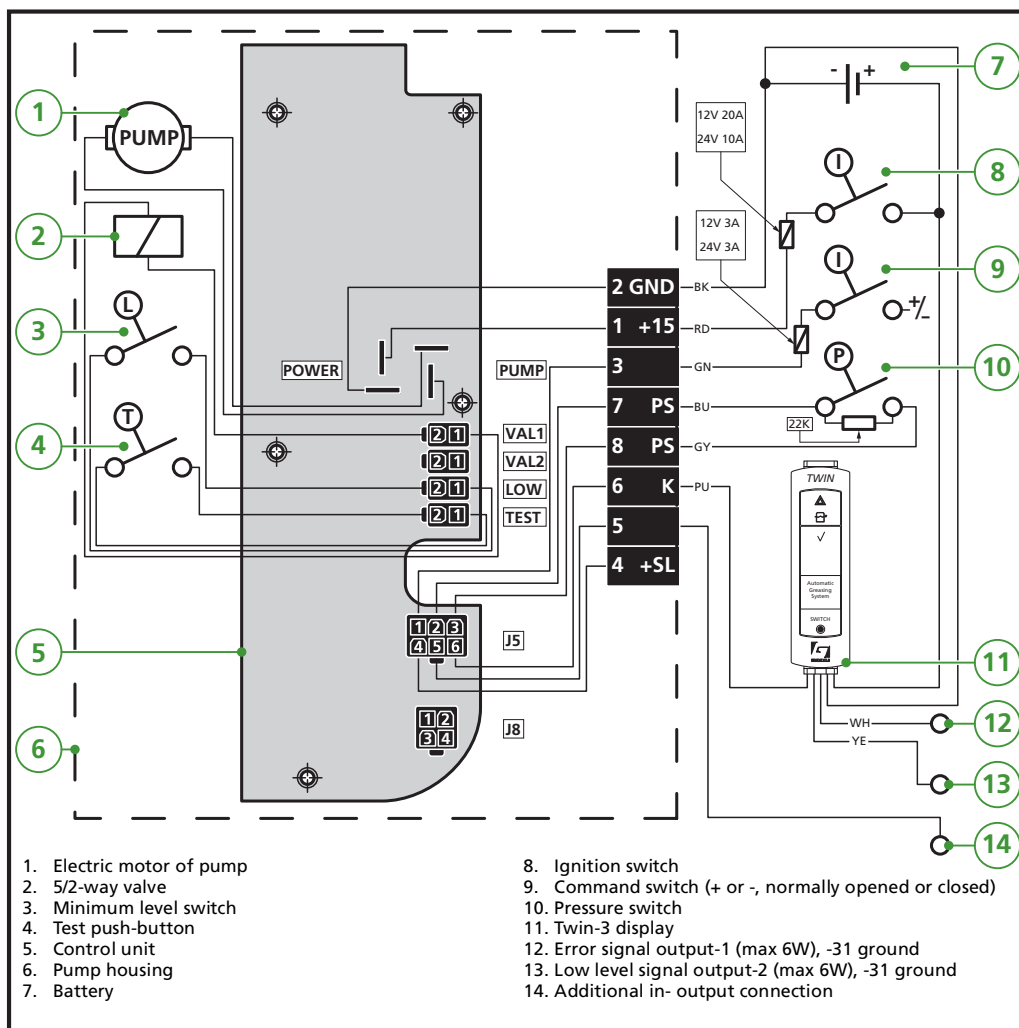 1
PUMP
2
L
3
T
4
5
6
POWER
PUMP
2 1 VAL1
2 1 VAL2
2 1 LOW
2 1 TEST
1 2 3
4 5 6
J5
1 2
3 4
J8
2 GND BK
1 +15 RD
3 GN
7 PS BU
8 PS GY
6 K PU
5
4 +SL
- +
7
12V 20A
24V 10A
I
8
12V 3A
24V 3A
I
9
+/-
P
10
22K
TWIN
Automatic
Greasing
System
SWITCH
11
WH
12
YE
13
14
1. Electric motor of pump
2. 5/2-way valve
3. Minimum level switch
4. Test push-button
5. Control unit
6. Pump housing
7. Battery
8. Ignition switch
9. Command switch (+ or -, normally opened or closed)
10. Pressure switch
11. Twin-3 display
12. Error signal output-1 (max 6W), -31 ground
13. Low level signal output-2 (max 6W), -31 ground
14. Additional in- output connection